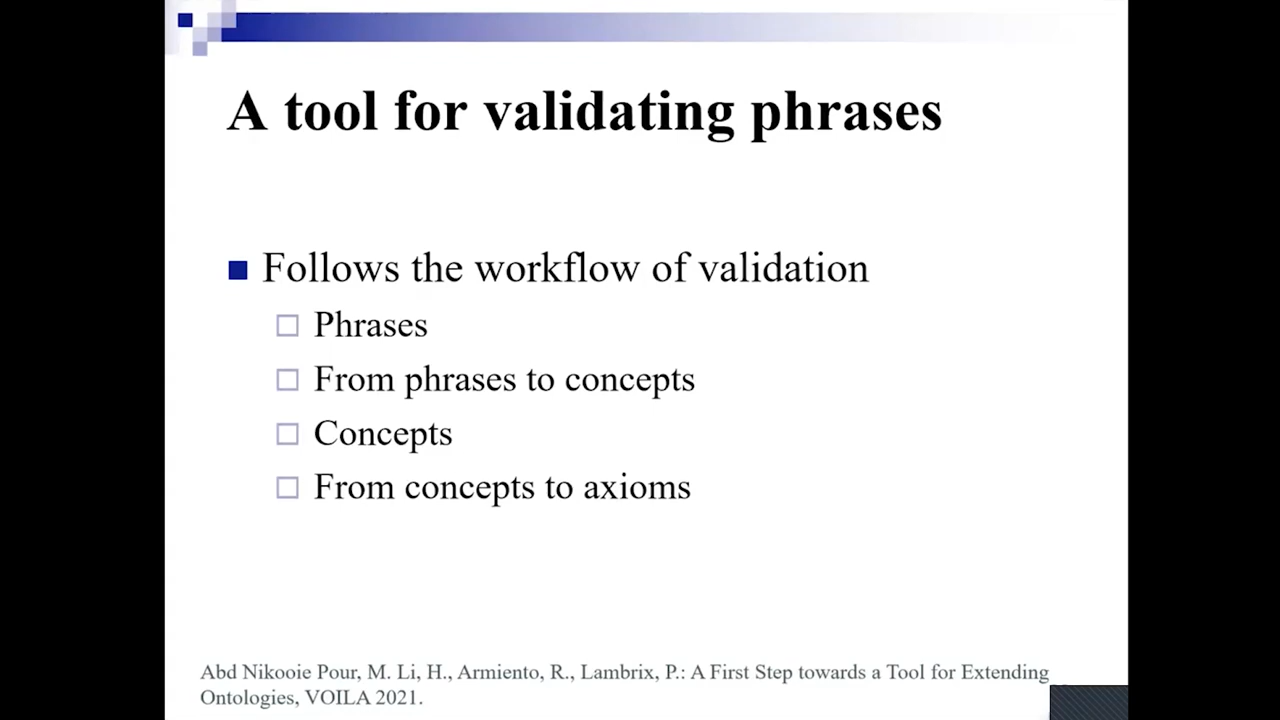 A tool for validating phrases
Follows the workflow of validation
Phrases
From phrases to concepts
Concepts
From concepts to axioms
Abd Nikooie Pour, M. Li, H., Armiento, R., Lambrix, P.: A First Step towards a Tool for Extending
Ontologies, VOILA 2021.